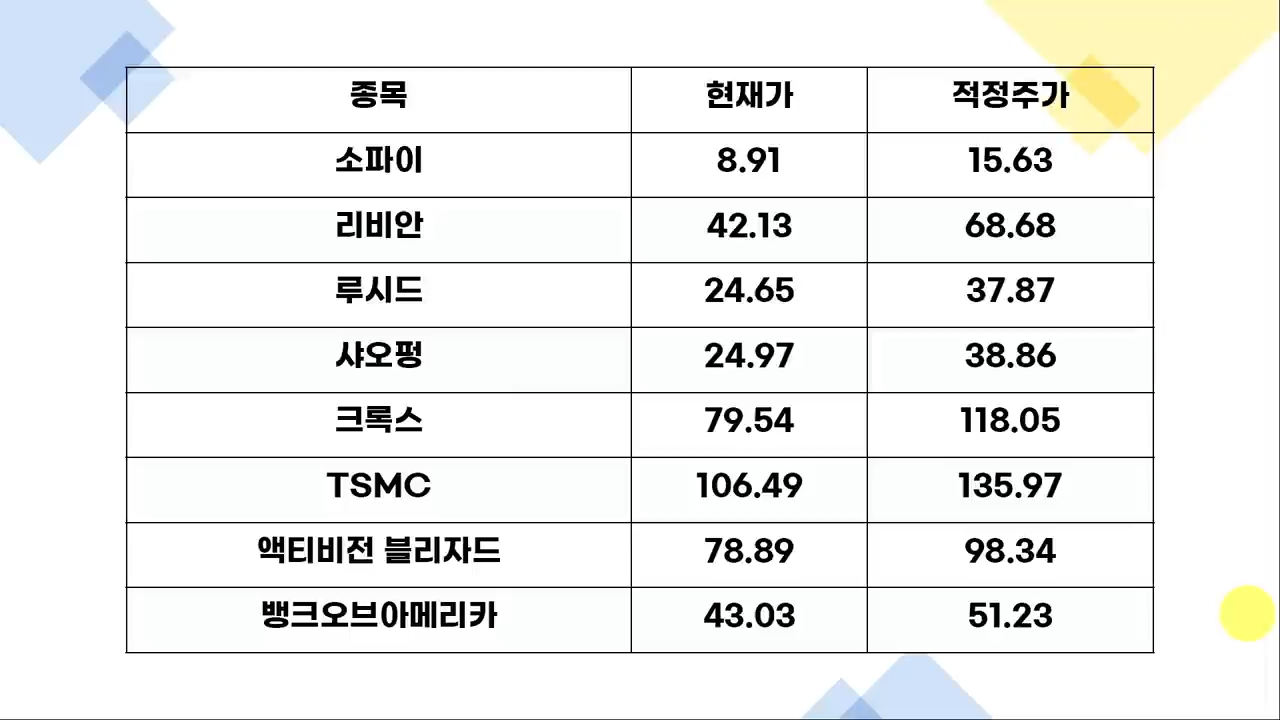 종목 현재가 적정주가
소파이 8.91 15.63
리비안 42.13 68.68
루시드 24.65 37.87
샤오펑 24.97 38.86
크록스 79.54 118.05
TSMC 106.49 135.97
액티비전 블리자드 78.89 98.34
뱅크오브아메리카 43.03 51.23